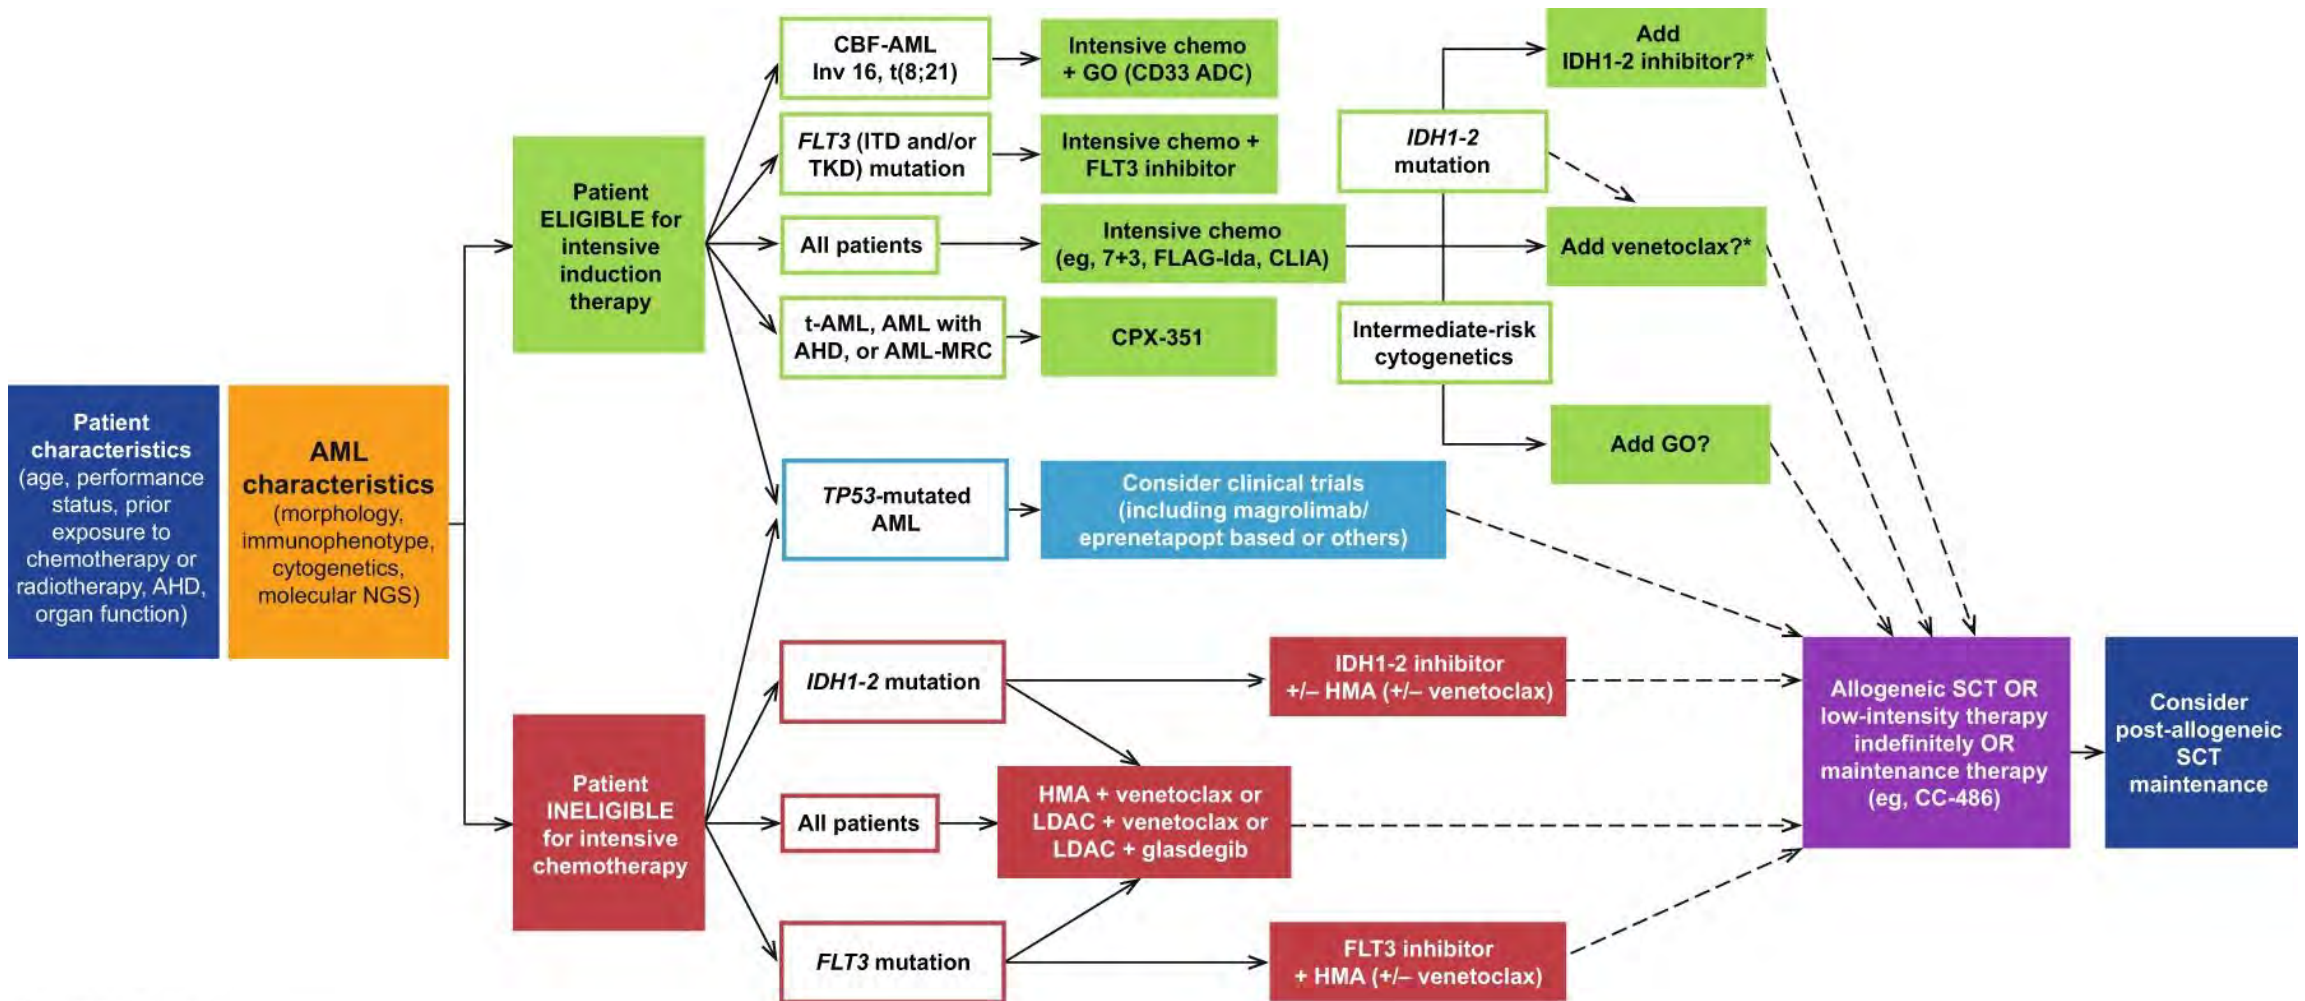 Patient
characteristics
(age, performance
status, prior
exposure to
chemotherapy or
radiotherapy, AHD,
organ function)
AML
characteristics
(morphology,
immunophenotype,
cytogenetics,
molecular NGS)
Patient
ELIGIBLE for
intensive
induction
therapy
CBF-AML
Inv 16, t(8;21)
Intensive chemo
+ GO (CD33 ADC)
FLT3 (ITD and/or
TKD) mutation
Intensive chemo +
FLT3 inhibitor
All patients
Intensive chemo
(eg, 7+3, FLAG-Ida, CLIA)
t-AML, AML with
AHD, or AML-MRC
CPX-351
IDH1-2
mutation
Intermediate-risk
cytogenetics
Add
IDH1-2 inhibitor?*
Add venetoclax?*
Add GO?
TP53-mutated
AML
Consider clinical trials
(including magrolimab/
eprenetapopt based or others)
Patient
INELIGIBLE
for intensive
chemotherapy
IDH1-2 mutation
IDH1-2 inhibitor
+/– HMA (+/– venetoclax)
All patients
HMA + venetoclax or
LDAC + venetoclax or
LDAC + glasdegib
FLT3 mutation
FLT3 inhibitor
+ HMA (+/– venetoclax)
Allogeneic SCT OR
low-intensity therapy
indefinitely OR
maintenance therapy
(eg, CC-486)
Consider
post-allogeneic
SCT
maintenance